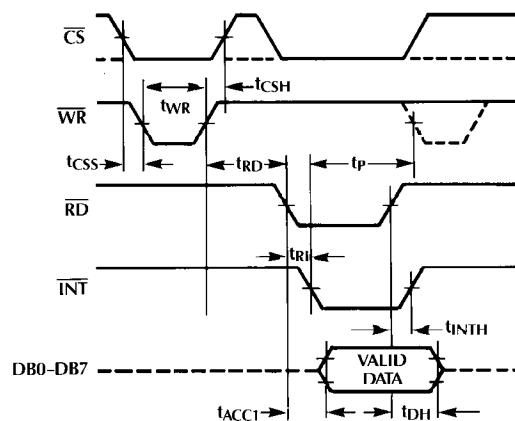 CS
tCSH
tWR
WR
tCSS
tRD
tP
RD
tRI
INT
tINTH
DB0-DB7
VALID
DATA
tACC1
tDH